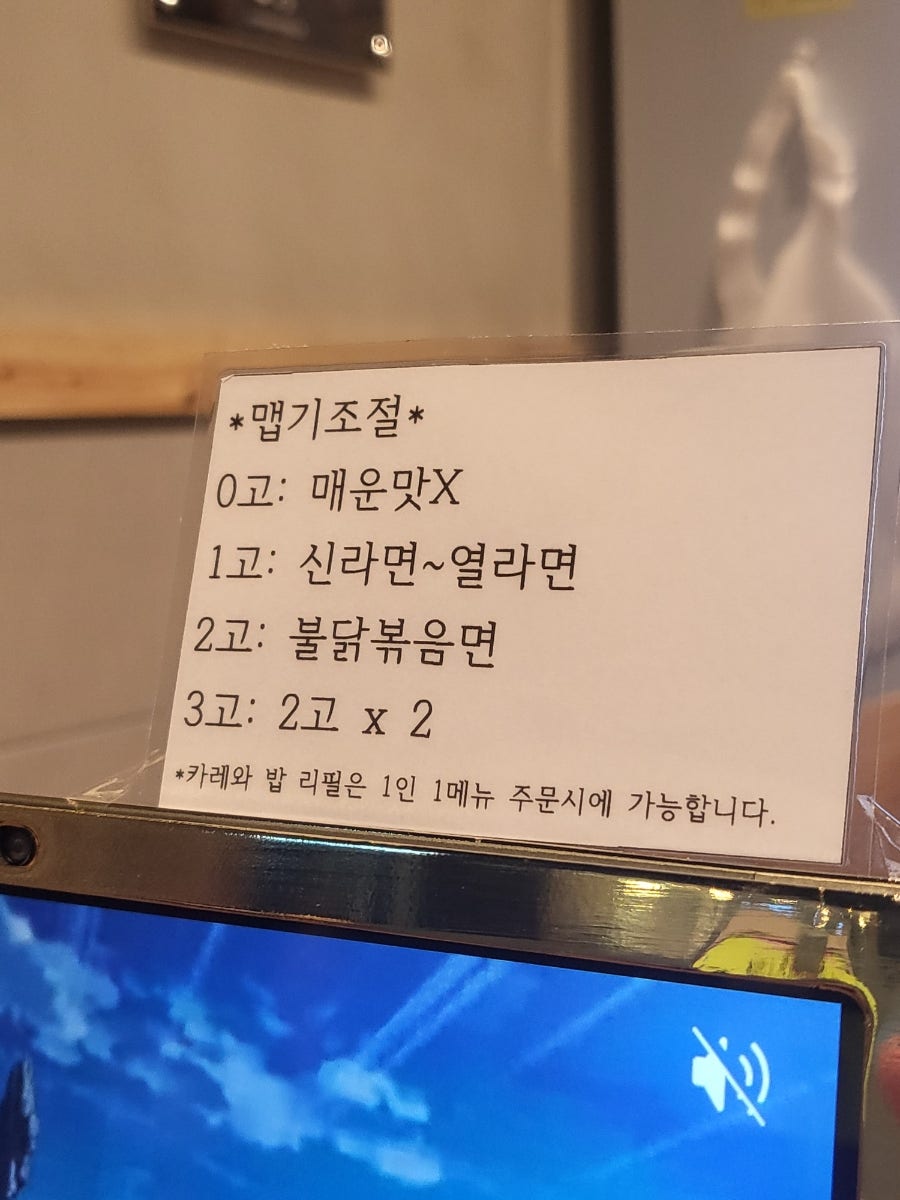 *맵기조절*
0고: 매운맛X
1고: 신라면~열라면
2고: 불닭볶음면
3고: 2고 x 2
*카레와 밥 리필은 1인 1메뉴 주문시에 가능합니다.